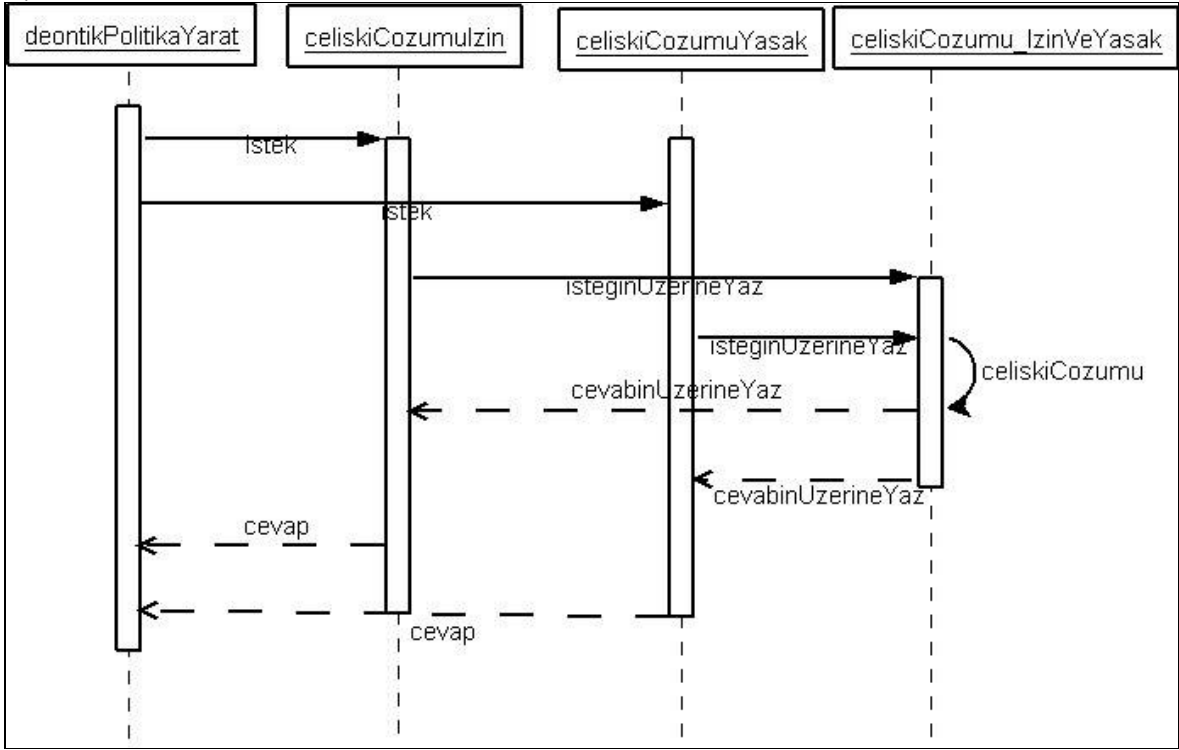 deontikPolitikaYarat
celiskiCozumuIzin
celiskiCozumuYasak
celiskiCozumu_IzinVeYasak
istek
istek
isteginUzerineYaz
isteginUzerineYaz
celiskiCozumu
cevabinUzerineYaz
cevabinUzerineYaz
cevap
cevap